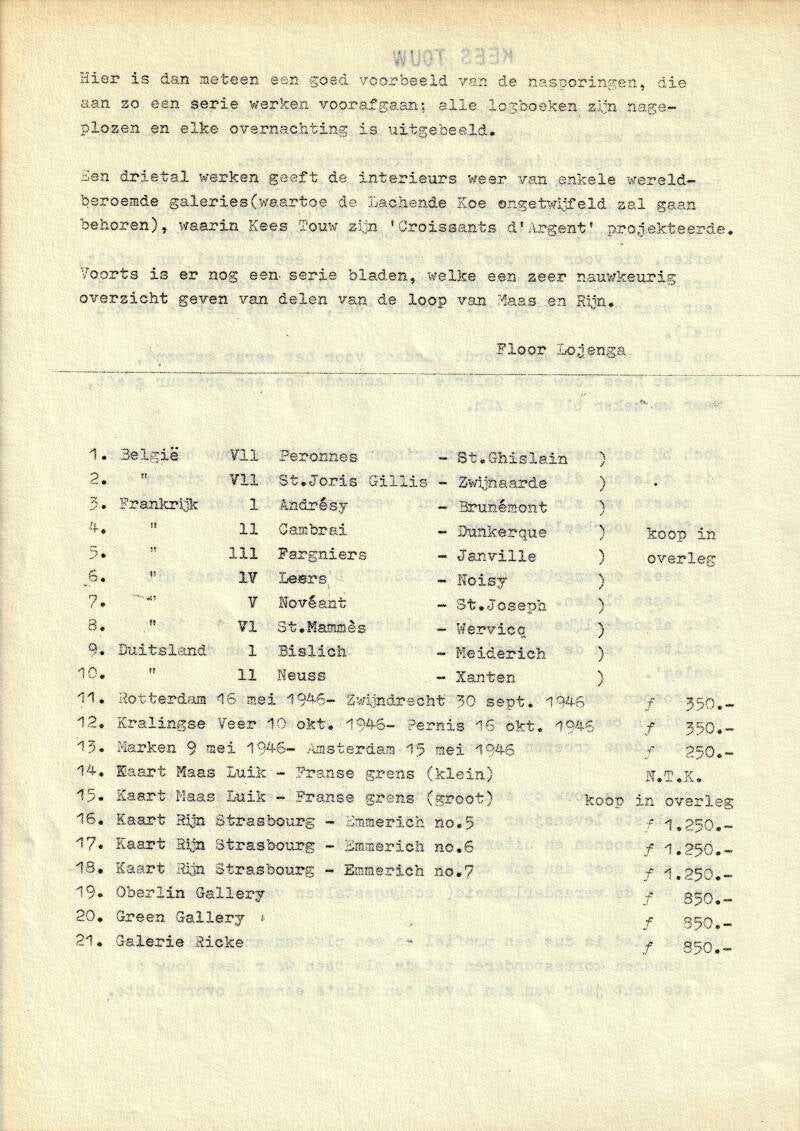 KEES TOUW
Hier is dan meteen een goed voorbeeld van de nasporingen, die
aan zo een serie werken voorafgaan; alle logboeken zijn nage-
plozen en elke overnachting is uitgebeeld.
Een drietal werken geeft de interieurs weer van enkele wereld-
beroemde galeries(waartoe de Lachende Koe ongetwijfeld zal gaan
behoren), waarin Kees Touw zijn 'Croissants d'Argent' projekteerde.
Voorts is er nog een serie bladen, welke een zeer nauwkeurig
overzicht geven van delen van de loop van Maas en Rijn.
Floor Lojenga
1. België V11 Peronnes - St.Ghislain )
2. " V11 St.Joris Gillis - Zwijnaarde )
3. Frankrijk 1 Andrésy - Brunémont )
4. " 11 Cambrai - Dunkerque ) koop in
5. " 111 Fargniers - Janville ) overleg
6. " 1V Leers - Noisy )
7. " V Novéant - St.Joseph )
8. " V1 St.Mammès - Wervicq )
9. Duitsland 1 Bislich - Meiderich )
10. " 11 Neuss - Xanten )
11. Rotterdam 16 mei 1946- Zwijndrecht 30 sept. 1946 f 350.-
12. Kralingse Veer 10 okt. 1946- Pernis 16 okt. 1946 f 350.-
13. Marken 9 mei 1946- Amsterdam 15 mei 1946 f 250.-
14. Kaart Maas Luik - Franse grens (klein) N.T.K.
15. Kaart Maas Luik - Franse grens (groot) koop in overleg
16. Kaart Rijn Strasbourg - Emmerich no.5 f 1.250.-
17. Kaart Rijn Strasbourg - Emmerich no.6 f 1.250.-
18. Kaart Rijn Strasbourg - Emmerich no.7 f 1.250.-
19. Oberlin Gallery f 850.-
20. Green Gallery f 850.-
21. Galerie Ricke f 850.-